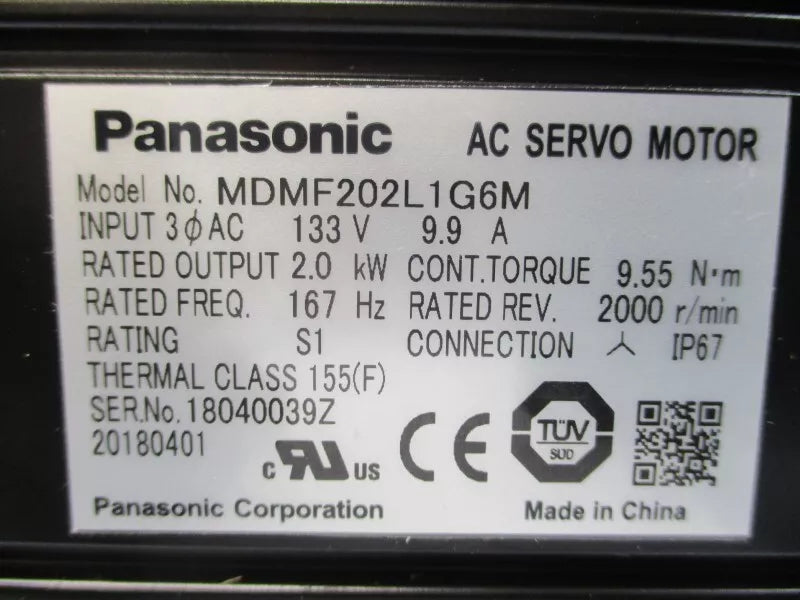 Panasonic AC SERVO MOTOR
Model No. MDMF202L1G6M
INPUT 3ϕAC 133 V 9.9 A
RATED OUTPUT 2.0 kW CONT.TORQUE 9.55 N·m
RATED FREQ. 167 Hz RATED REV. 2000 r/min
RATING S1 CONNECTION IP67
THERMAL CLASS 155(F)
SER.No. 18040039Z
20180401
c RU US CE TÜV SÜD
Panasonic Corporation Made in China